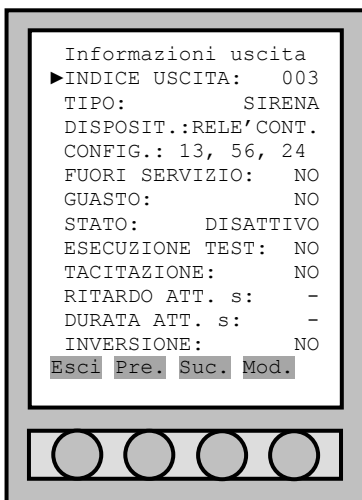 Informazioni uscita
►INDICE USCITA: 003
TIPO: SIRENA
DISPOSIT.:RELE’CONT.
CONFIG.: 13, 56, 24
FUORI SERVIZIO: NO
GUASTO: NO
STATO: DISATTIVO
ESECUZIONE TEST: NO
TACITAZIONE: NO
RITARDO ATT. s: -
DURATA ATT. s: -
INVERSIONE: NO
Esci Pre. Suc. Mod.